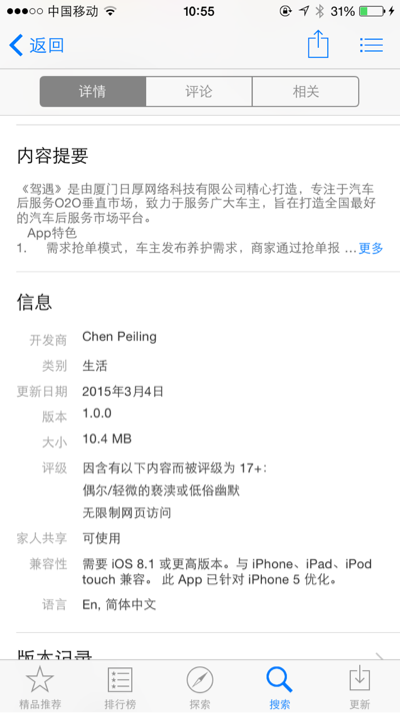 中国移动 10:55 31%
返回
详情 评论 相关
内容提要
《驾遇》是由厦门日厚网络科技有限公司精心打造，专注于汽车
后服务O2O垂直市场，致力于服务广大车主，旨在打造全国最好
的汽车后服务市场平台。
App特色
1. 需求抢单模式，车主发布养护需求，商家通过抢单报 ...更多
信息
开发商 Chen Peiling
类别 生活
更新日期 2015年3月4日
版本 1.0.0
大小 10.4 MB
评级 因含有以下内容而被评级为 17+：
偶尔/轻微的亵渎或低俗幽默
无限制网页访问
家人共享 可使用
兼容性 需要 iOS 8.1 或更高版本。与 iPhone、iPad、iPod
touch 兼容。 此 App 已针对 iPhone 5 优化。
语言 En, 简体中文
版本记录
精品推荐 排行榜 探索 搜索 更新